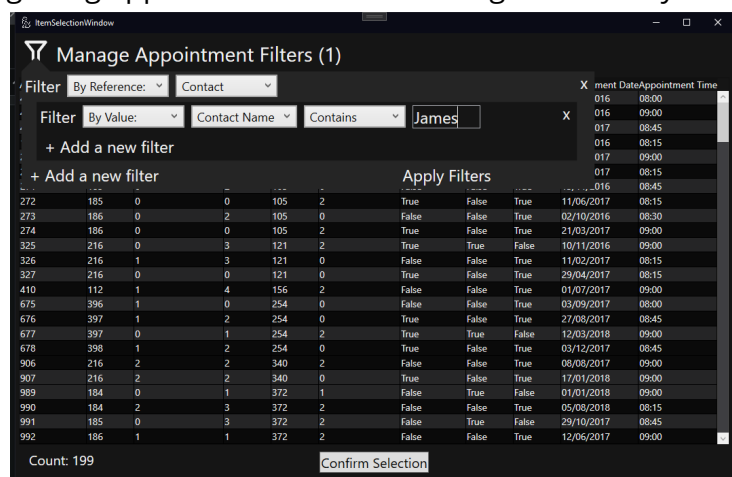 ItemSelectionWindow
Manage Appointment Filters (1)
Filter By Reference: Contact x ment Date Appointment Time
016 08:00
Filter By Value: Contact Name Contains James x 016 09:00
017 08:45
+ Add a new filter 016 08:15
017 09:00
+ Add a new filter Apply Filters 017 08:15
016 08:45
272 185 0 0 105 2 True False True 11/06/2017 08:15
273 186 0 2 105 0 False False True 02/10/2016 08:30
274 186 0 0 105 2 True False True 21/03/2017 09:00
325 216 0 3 121 2 True True False 10/11/2016 09:00
326 216 1 3 121 0 False False True 11/02/2017 08:15
327 216 0 0 121 0 True False True 29/04/2017 08:15
410 112 1 4 156 2 False False True 01/07/2017 09:00
675 396 1 0 254 0 True False True 03/09/2017 08:00
676 397 1 2 254 0 True False True 27/08/2017 08:45
677 397 0 1 254 2 True True False 12/03/2018 09:00
678 398 1 2 254 0 True False True 03/12/2017 08:45
906 216 2 2 340 2 False False True 08/08/2017 09:00
907 216 2 2 340 0 True False True 17/01/2018 09:00
989 184 0 1 372 1 False True False 01/01/2018 09:00
990 184 2 3 372 2 False False True 05/08/2018 08:15
991 185 0 3 372 2 False True False 29/10/2017 08:45
992 186 1 1 372 2 False False True 12/06/2017 09:00
Count: 199 Confirm Selection